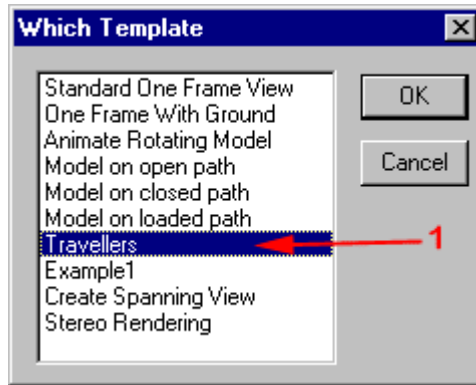 Which Template
Standard One Frame View
One Frame With Ground
Animate Rotating Model
Model on open path
Model on closed path
Model on loaded path
Travellers
Example1
Create Spanning View
Stereo Rendering
OK
Cancel
1